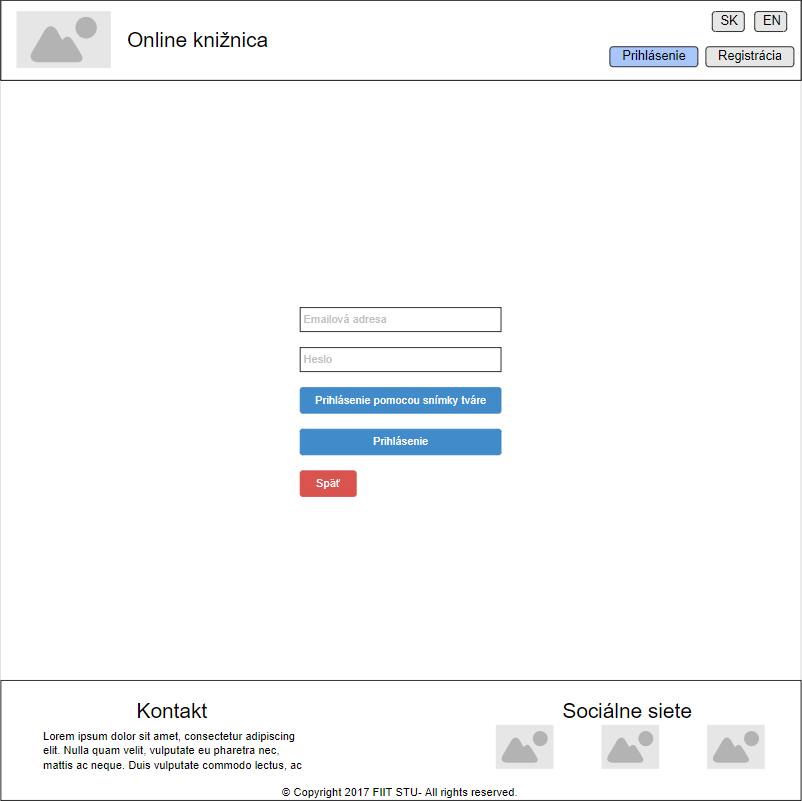 Online knižnica
SK
EN
Prihlásenie
Registrácia
Emailová adresa
Heslo
Prihlásenie pomocou snímky tváre
Prihlásenie
Späť
Kontakt
Lorem ipsum dolor sit amet, consectetur adipiscing
elit. Nulla quam velit, vulputate eu pharetra nec,
mattis ac neque. Duis vulputate commodo lectus, ac
Sociálne siete
© Copyright 2017 FIIT STU- All rights reserved.